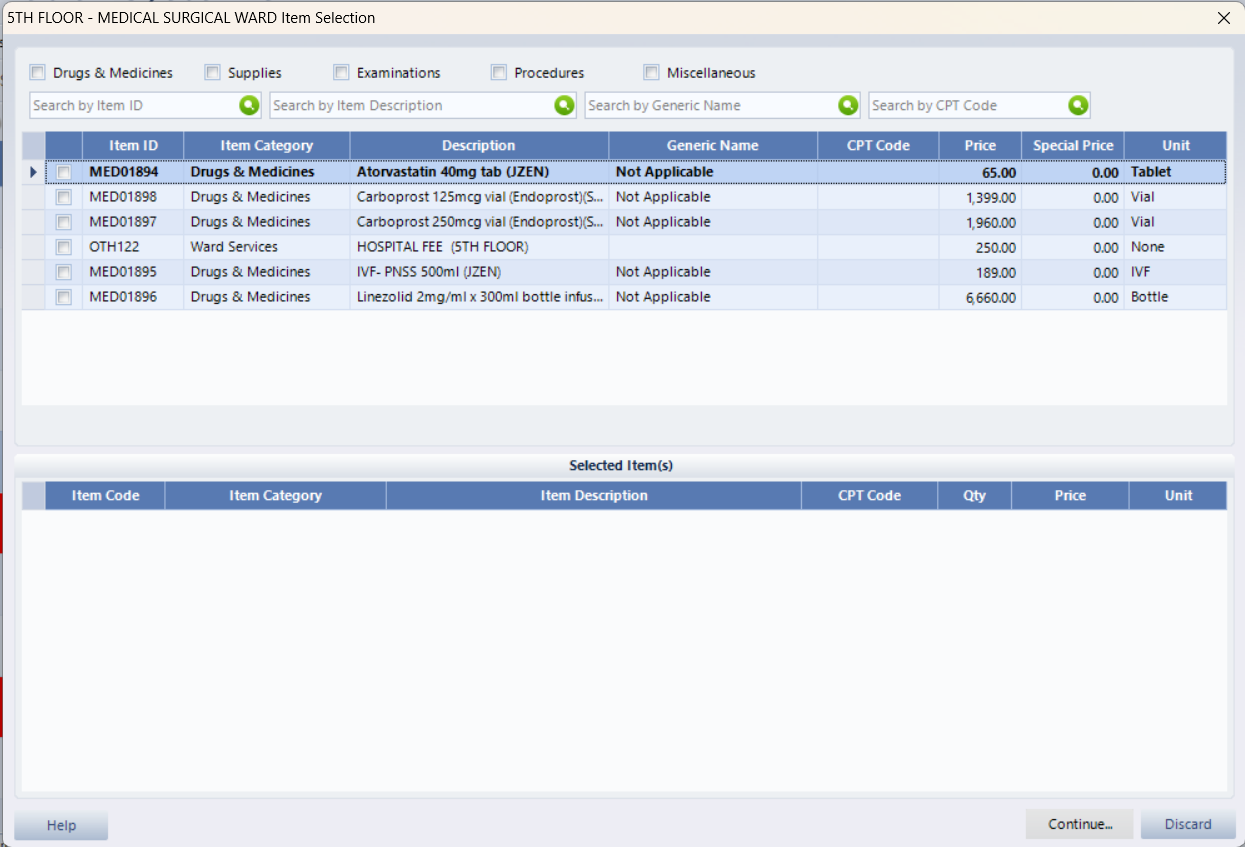 5TH FLOOR - MEDICAL SURGICAL WARD Item Selection
Drugs & Medicines Supplies Examinations Procedures Miscellaneous
Search by Item ID Search by Item Description Search by Generic Name Search by CPT Code
Item ID Item Category Description Generic Name CPT Code Price Special Price Unit
MED01894 Drugs & Medicines Atorvastatin 40mg tab (JZEN) Not Applicable 65.00 0.00 Tablet
MED01898 Drugs & Medicines Carboprost 125mcg vial (Endoprost)(S... Not Applicable 1,399.00 0.00 Vial
MED01897 Drugs & Medicines Carboprost 250mcg vial (Endoprost)(S... Not Applicable 1,960.00 0.00 Vial
OTH122 Ward Services HOSPITAL FEE (5TH FLOOR) 250.00 0.00 None
MED01895 Drugs & Medicines IVF- PNSS 500ml (JZEN) Not Applicable 189.00 0.00 IVF
MED01896 Drugs & Medicines Linezolid 2mg/ml x 300ml bottle infus... Not Applicable 6,660.00 0.00 Bottle
Selected Item(s)
Item Code Item Category Item Description CPT Code Qty Price Unit
Help Continue... Discard